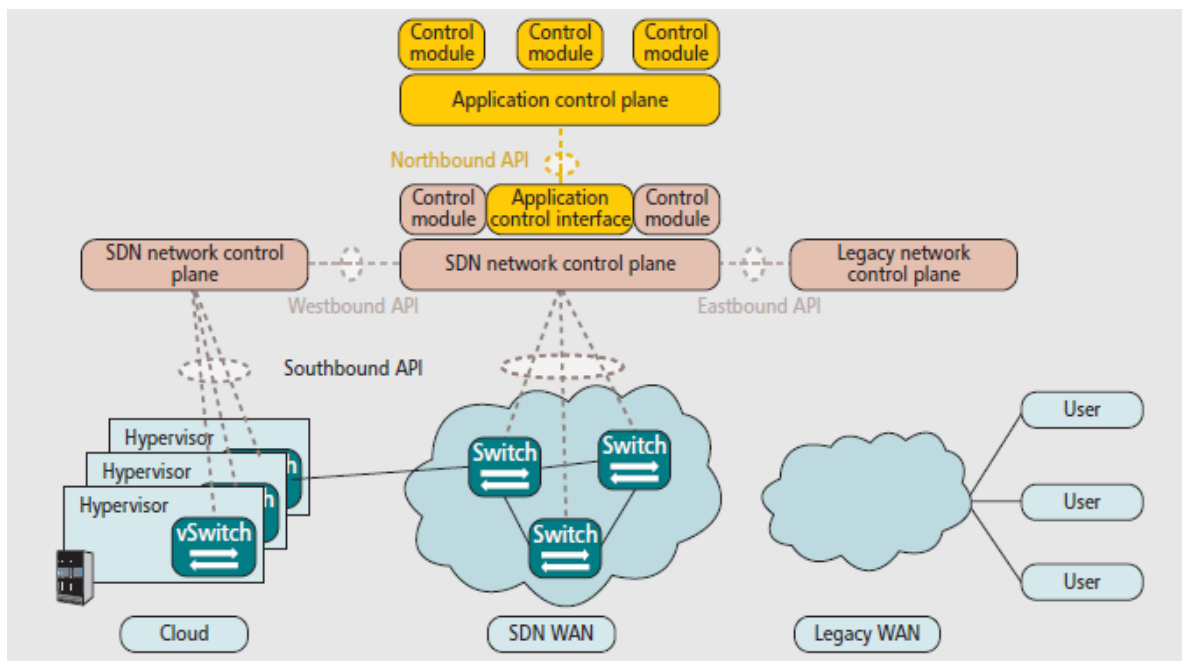 Control
module
Control
module
Control
module
Application control plane
Northbound API
Control
module
Application
control interface
Control
module
SDN network control
plane
SDN network control plane
Legacy network
control plane
Westbound API
Eastbound API
Southbound API
Hypervisor
Hypervisor
Hypervisor
vSwitch
Switch
Switch
Switch
User
User
User
Cloud
SDN WAN
Legacy WAN